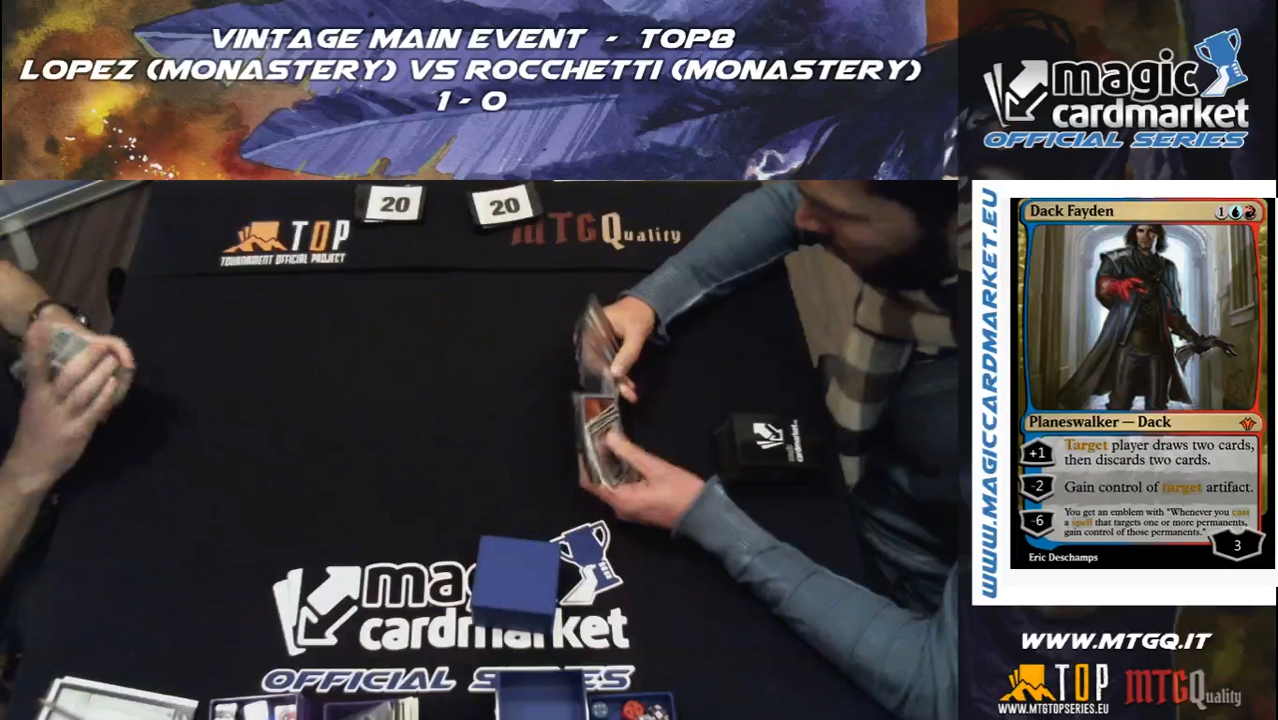 VINTAGE MAIN EVENT - TOP8
LOPEZ (MONASTERY) VS ROCCHETTI (MONASTERY)
1 - 0
magic
cardmarket
OFFICIAL SERIES
20
20
TOP
TOURNAMENT OFFICIAL PROJECT
MTGQuality
WWW.MAGICCARDMARKET.EU
Dack Fayden
1
Planeswalker — Dack
+1
Target player draws two cards,
then discards two cards.
-2
Gain control of target artifact.
-6
You get an emblem with "Whenever you cast
a spell that targets one or more permanents,
gain control of those permanents."
3
Eric Deschamps
cardmarket
magic
cardmarket
OFFICIAL SERIES
WWW.MTGQ.IT
TOP
WWW.MTGTOPSERIES.EU
MTGQuality